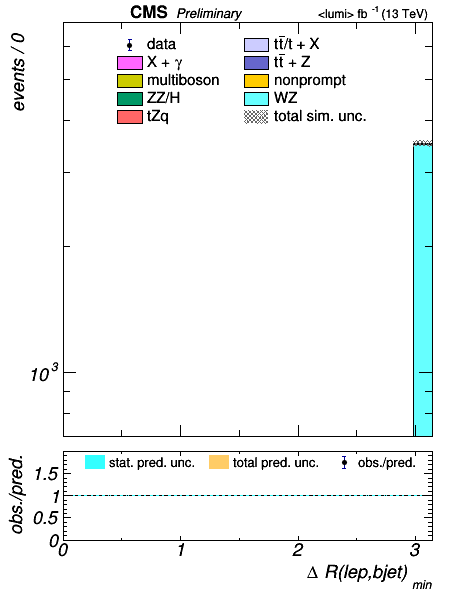 CMS Preliminary <lumi> fb⁻¹ (13 TeV)
events / 0
data
tt̅/t + X
X + γ
tt̅ + Z
multiboson
nonprompt
ZZ/H
WZ
tZq
total sim. unc.
10³
obs./pred.
stat. pred. unc.
total pred. unc.
obs./pred.
1.5
1
0.5
0
0 1 2 3
Δ R(lep,bjet)min